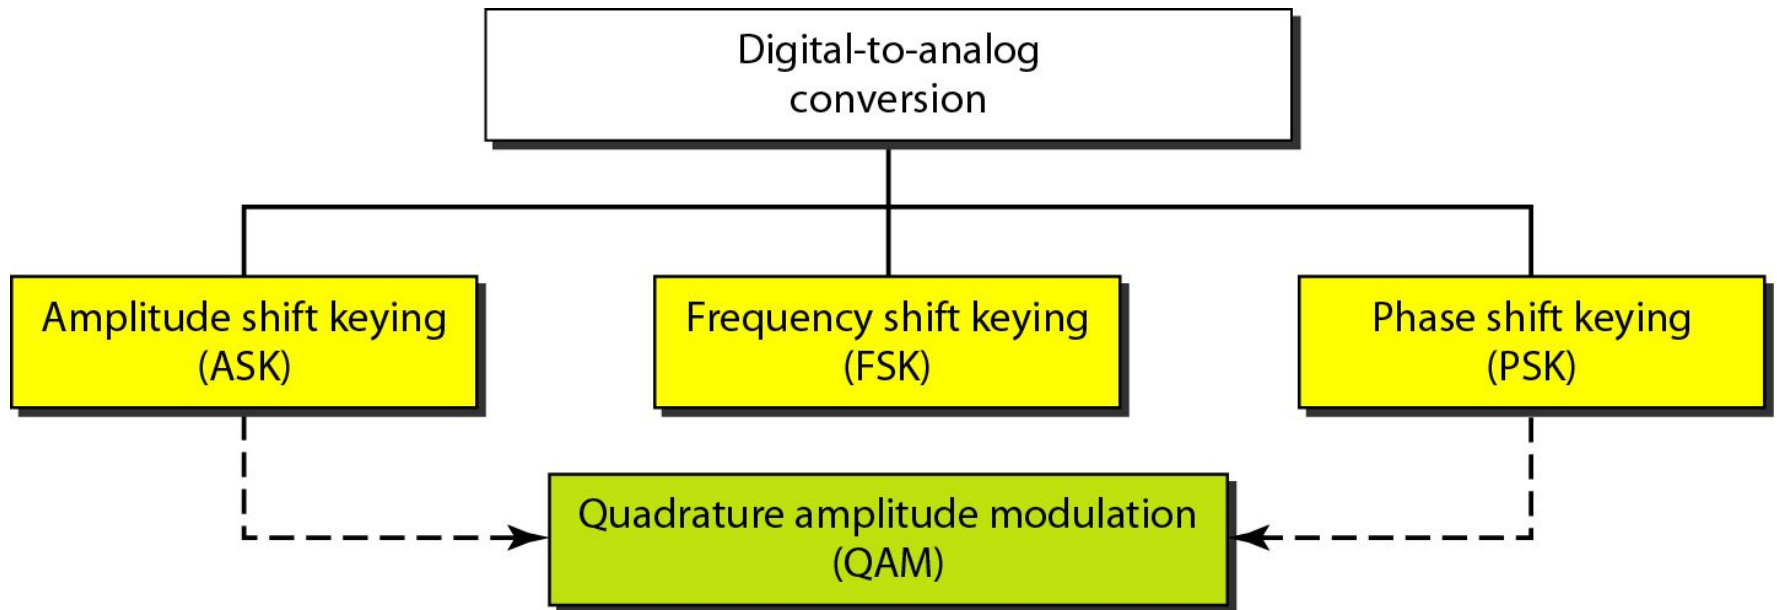 Digital-to-analog
conversion
Amplitude shift keying
(ASK)
Frequency shift keying
(FSK)
Phase shift keying
(PSK)
Quadrature amplitude modulation
(QAM)